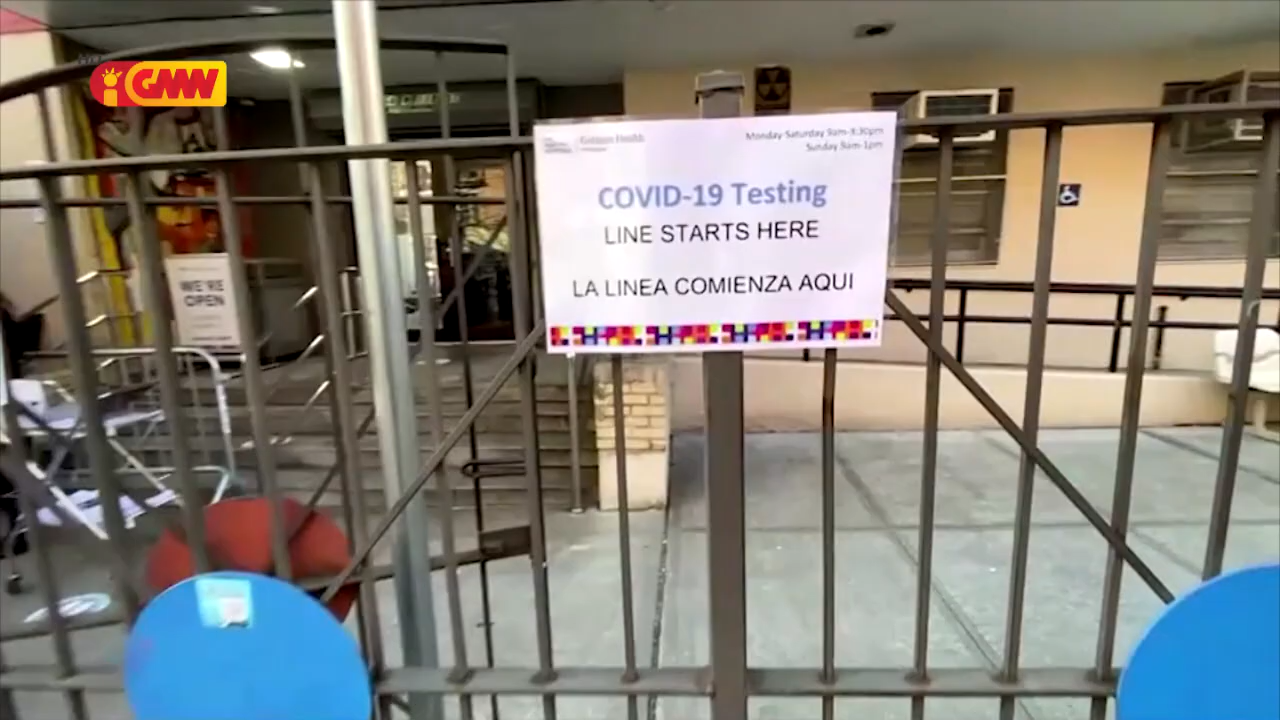 GMW
Gotham Health
Monday-Saturday 9am-3:30pm
Sunday 9am-1pm
COVID-19 Testing
LINE STARTS HERE
LA LINEA COMIENZA AQUI
WE'RE
OPEN